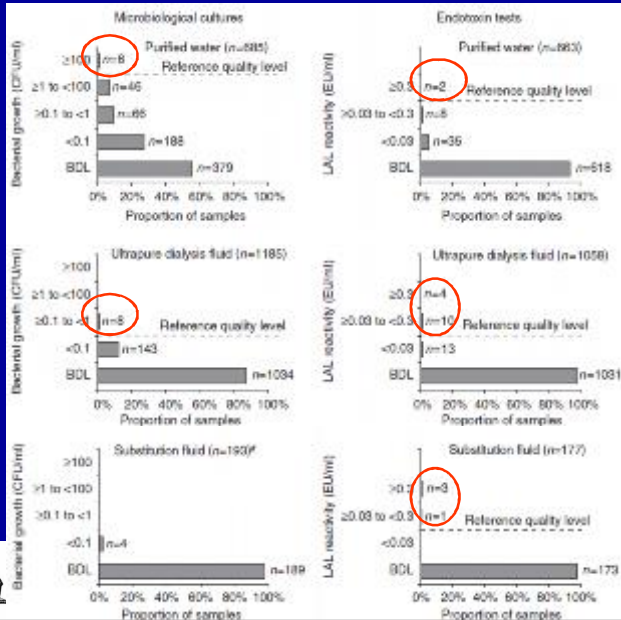 Microbiological cultures
Purified water (n=685)
Reference quality level
Bacterial growth (CFU/ml)
≥100
n=6
≥1 to <100
n=46
≥0.1 to <1
n=66
<0.1
n=188
BDL
n=379
0% 20% 40% 60% 80% 100%
Proportion of samples
Endotoxin tests
Purified water (n=663)
Reference quality level
LAL reactivity (EU/ml)
≥0.3
n=2
≥0.03 to <0.3
<0.03
n=35
BDL
n=618
0% 20% 40% 60% 80% 100%
Proportion of samples
Ultrapure dialysis fluid (n=1185)
Bacterial growth (CFU/ml)
≥100
≥1 to <100
≥0.1 to <1
n=8
Reference quality level
<0.1
n=143
BDL
n=1034
0% 20% 40% 60% 80% 100%
Proportion of samples
Ultrapure dialysis fluid (n=1058)
LAL reactivity (EU/ml)
≥0.3
n=4
≥0.03 to <0.3
n=10
Reference quality level
<0.03
n=13
BDL
n=1031
0% 20% 40% 60% 80% 100%
Proportion of samples
Substitution fluid (n=193)
Bacterial growth (CFU/ml)
≥100
≥1 to <100
≥0.1 to <1
<0.1
n=4
BDL
n=189
0% 20% 40% 60% 80% 100%
Proportion of samples
Substitution fluid (n=177)
LAL reactivity (EU/ml)
≥0.3
n=3
≥0.03 to <0.3
n=1
Reference quality level
<0.03
BDL
n=173
0% 20% 40% 60% 80% 100%
Proportion of samples